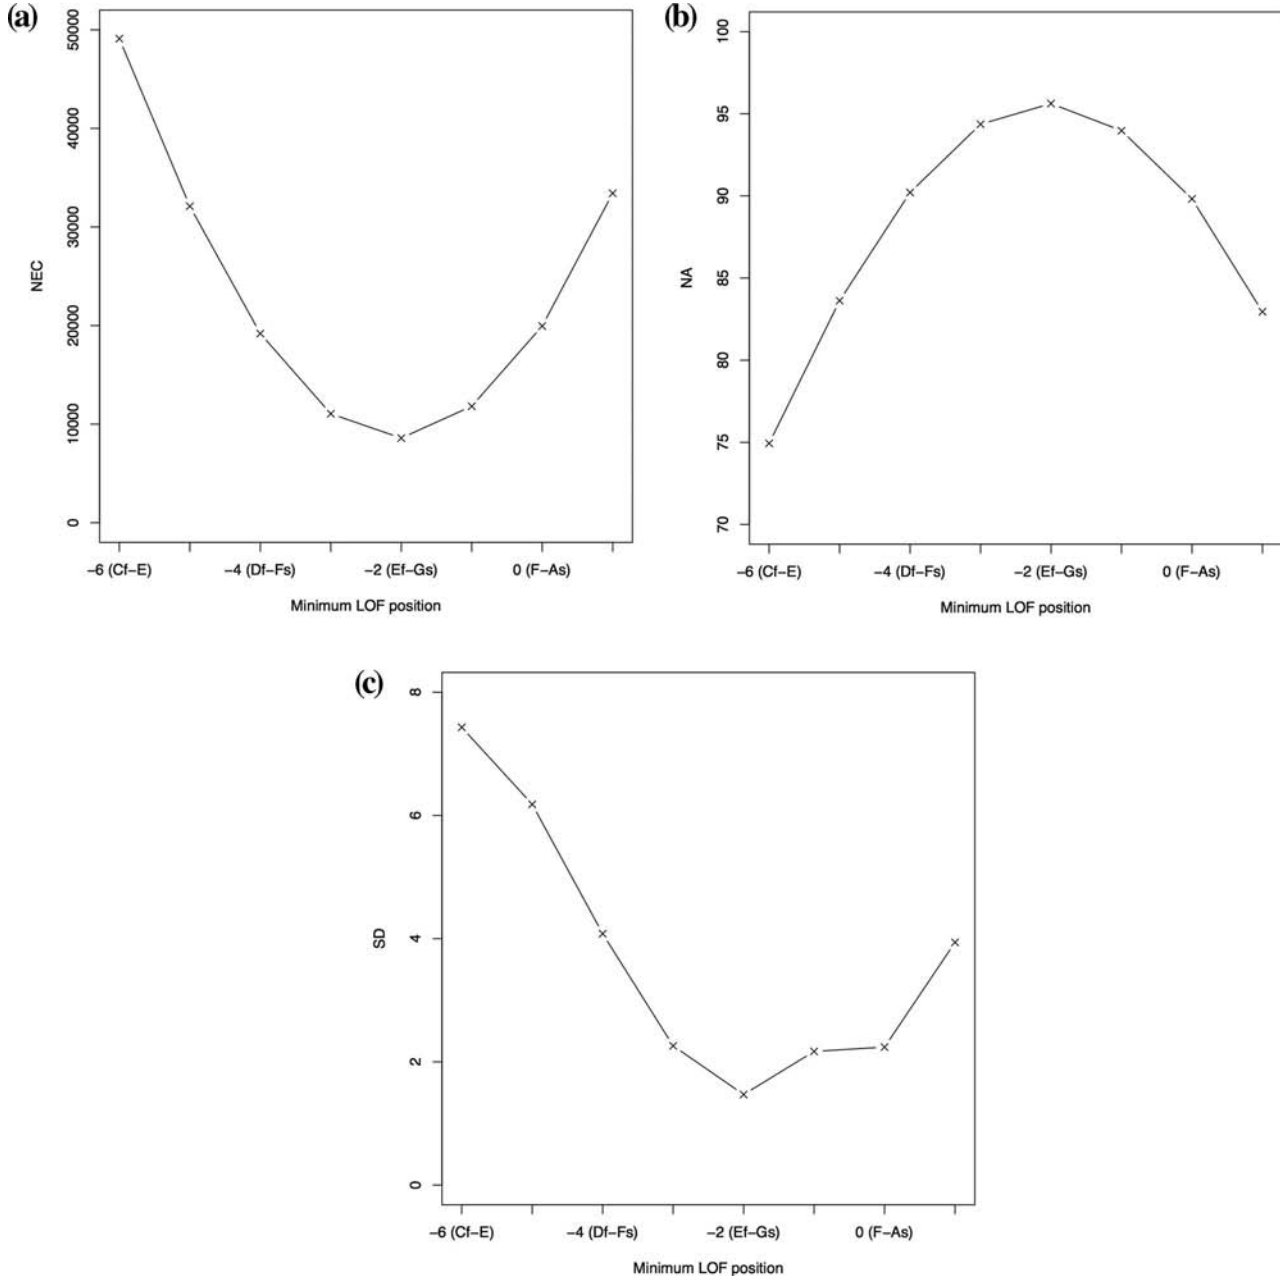 (a)
50000
40000
30000
20000
10000
0
NEC
−6 (Cf−E) −4 (Df−Fs) −2 (Ef−Gs) 0 (F−As)
Minimum LOF position
(b)
100
95
90
85
80
75
70
NA
−6 (Cf−E) −4 (Df−Fs) −2 (Ef−Gs) 0 (F−As)
Minimum LOF position
(c)
8
6
4
2
0
SD
−6 (Cf−E) −4 (Df−Fs) −2 (Ef−Gs) 0 (F−As)
Minimum LOF position